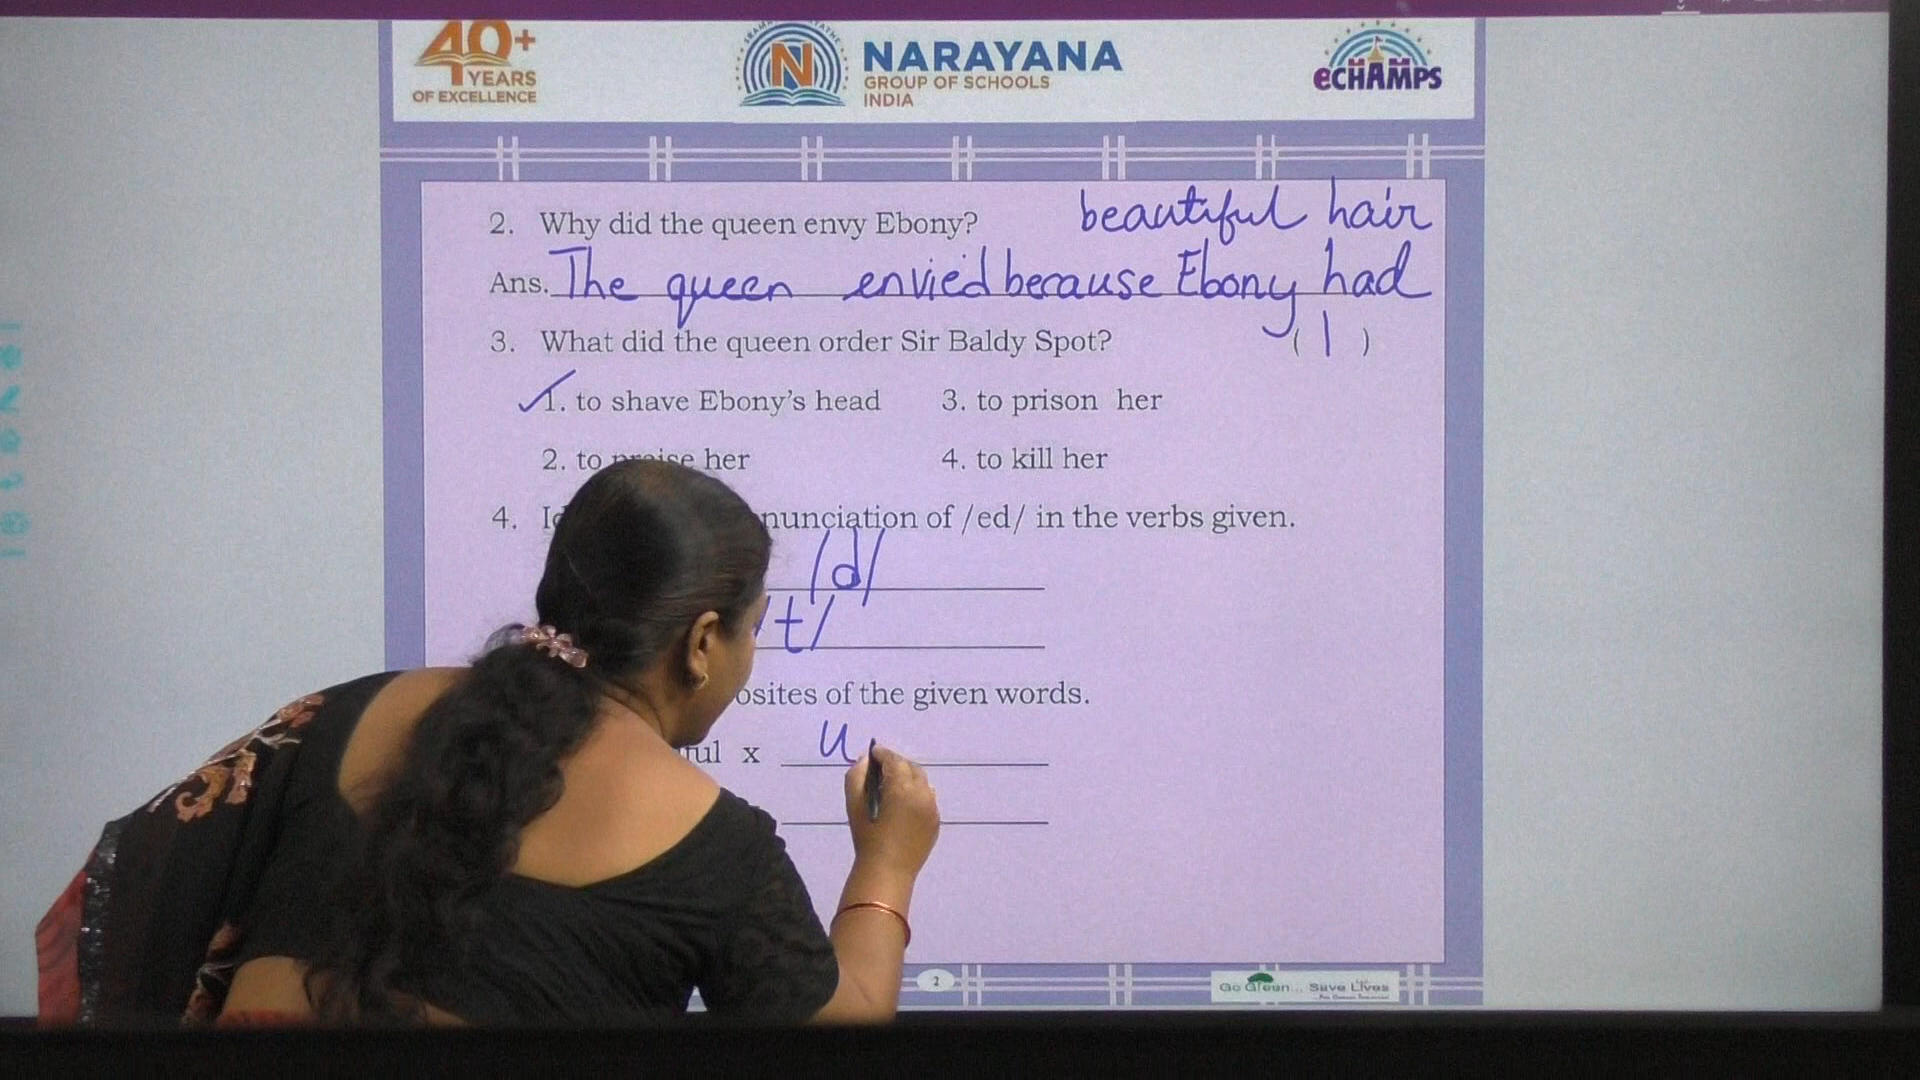 40+
YEARS
OF EXCELLENCE
NARAYANA
GROUP OF SCHOOLS
INDIA
eCHAMPS
beautiful hair
2. Why did the queen envy Ebony?
Ans. The queen envied because Ebony had
3. What did the queen order Sir Baldy Spot? ( 1 )
1. to shave Ebony's head 3. to prison her
2. to praise her 4. to kill her
4. nunciation of /ed/ in the verbs given.
/d/
/t/
osites of the given words.
ful x u
2
Go Green... Save Lives